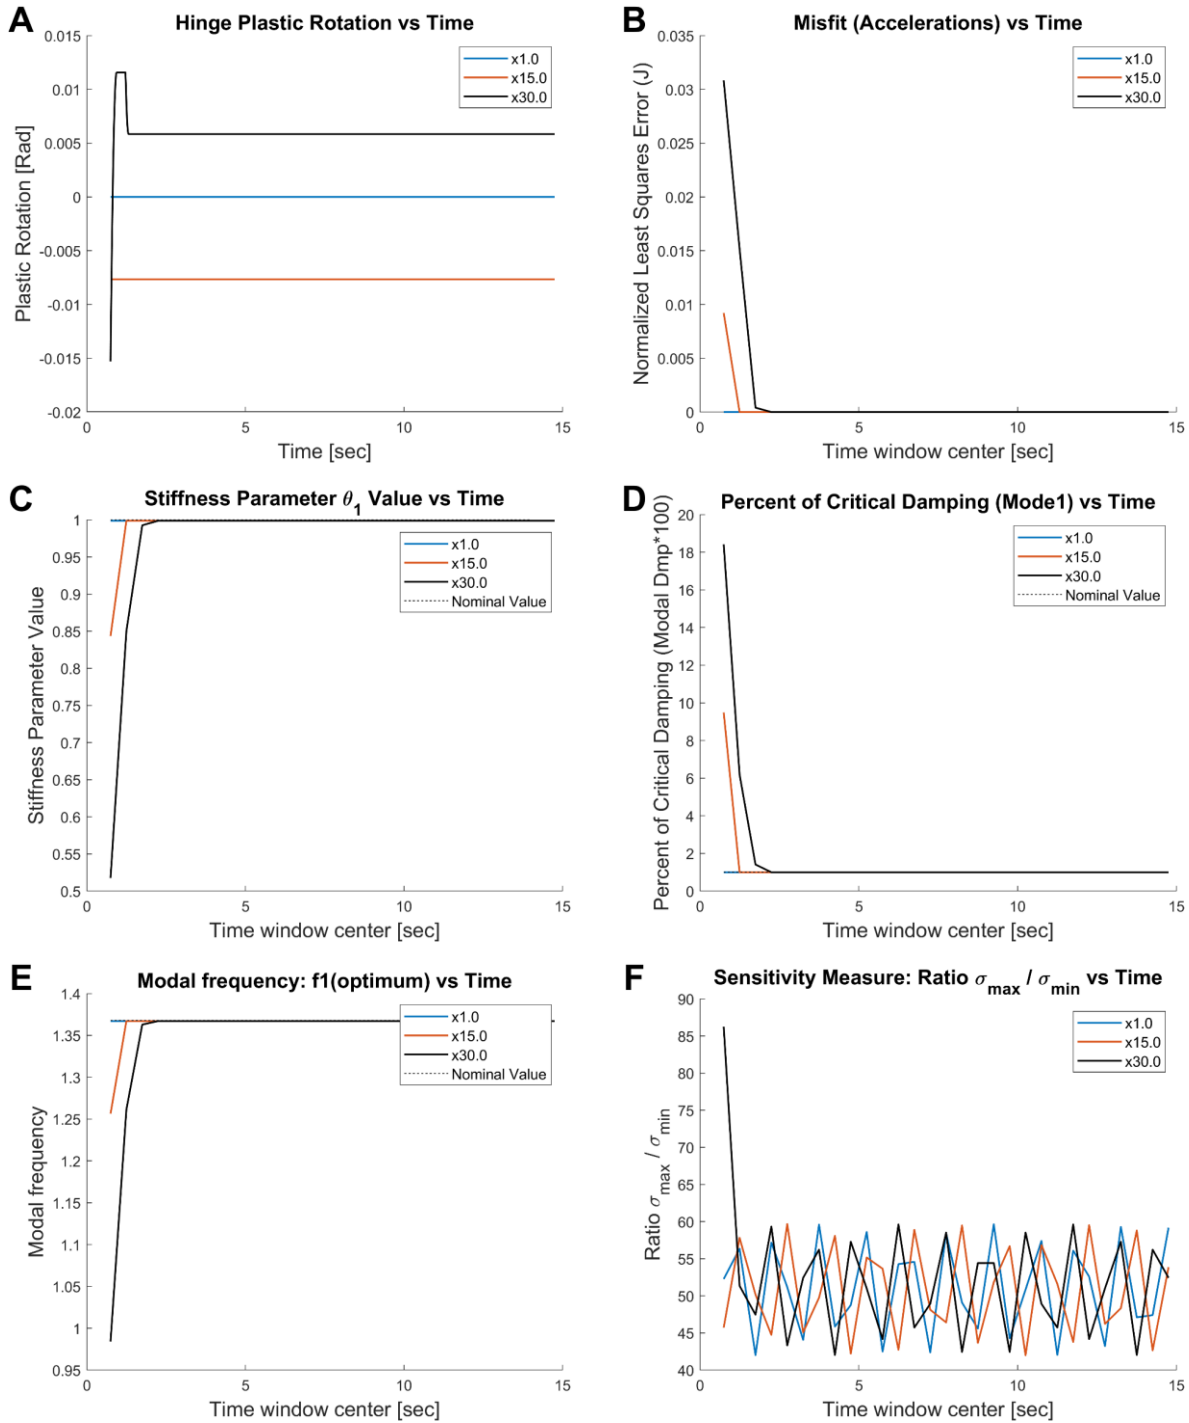 A
Hinge Plastic Rotation vs Time
0.015
0.01
0.005
0
-0.005
-0.01
-0.015
-0.02
Plastic Rotation [Rad]
x1.0
x15.0
x30.0
0
5
10
15
Time [sec]
B
Misfit (Accelerations) vs Time
0.035
0.03
0.025
0.02
0.015
0.01
0.005
0
Normalized Least Squares Error (J)
x1.0
x15.0
x30.0
0
5
10
15
Time window center [sec]
C
Stiffness Parameter θ1 Value vs Time
1
0.95
0.9
0.85
0.8
0.75
0.7
0.65
0.6
0.55
0.5
Stiffness Parameter Value
x1.0
x15.0
x30.0
Nominal Value
0
5
10
15
Time window center [sec]
D
Percent of Critical Damping (Mode1) vs Time
20
18
16
14
12
10
8
6
4
2
0
Percent of Critical Damping (Modal Dmp*100)
x1.0
x15.0
x30.0
Nominal Value
0
5
10
15
Time window center [sec]
E
Modal frequency: f1(optimum) vs Time
1.4
1.35
1.3
1.25
1.2
1.15
1.1
1.05
1
0.95
Modal frequency
x1.0
x15.0
x30.0
Nominal Value
0
5
10
15
Time window center [sec]
F
Sensitivity Measure: Ratio σmax / σmin vs Time
90
85
80
75
70
65
60
55
50
45
40
Ratio σmax / σmin
x1.0
x15.0
x30.0
0
5
10
15
Time window center [sec]